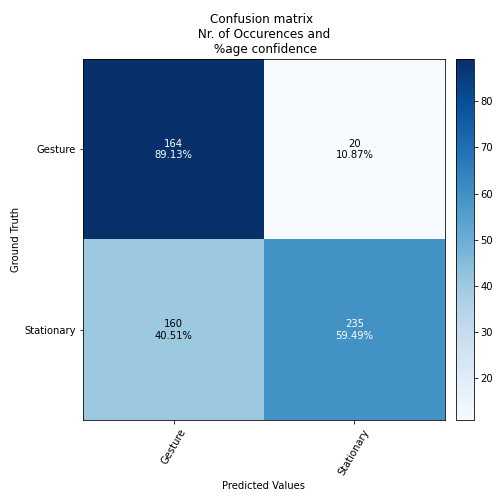 Confusion matrix
Nr. of Occurences and
%age confidence
Gesture
164
89.13%
20
10.87%
Stationary
160
40.51%
235
59.49%
Ground Truth
Gesture
Stationary
Predicted Values
80
70
60
50
40
30
20